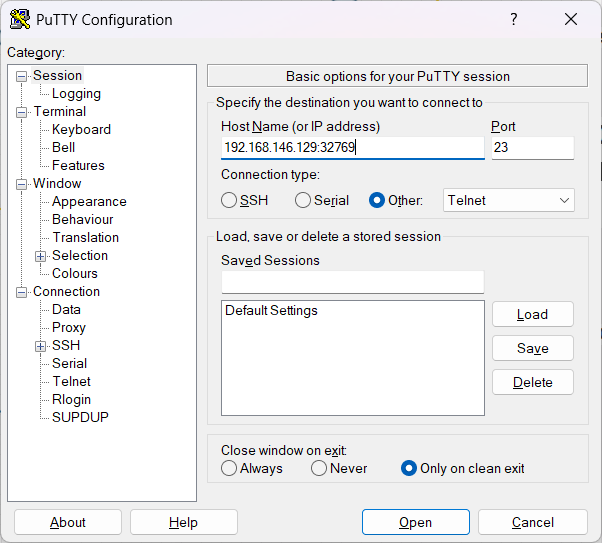 PuTTY Configuration ? ×
Category:
Session
Logging
Terminal
Keyboard
Bell
Features
Window
Appearance
Behaviour
Translation
Selection
Colours
Connection
Data
Proxy
SSH
Serial
Telnet
Rlogin
SUPDUP
Basic options for your PuTTY session
Specify the destination you want to connect to
Host Name (or IP address) Port
192.168.146.129:32769 23
Connection type:
SSH Serial Other: Telnet
Load, save or delete a stored session
Saved Sessions
Default Settings
Load
Save
Delete
Close window on exit:
Always Never Only on clean exit
About Help Open Cancel